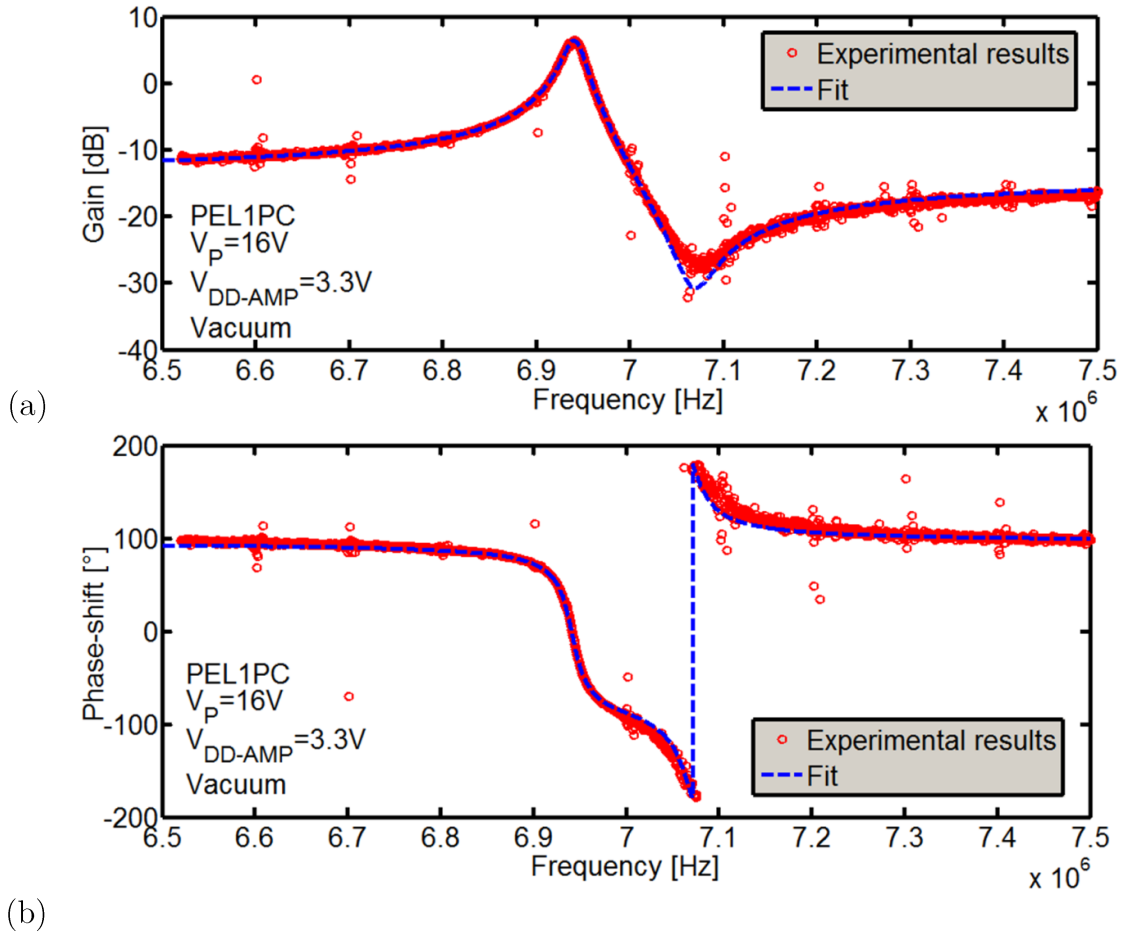 10
0
-10
-20
-30
-40
Gain [dB]
Experimental results
Fit
PEL1PC
V_P=16V
V_DD-AMP=3.3V
Vacuum
6.5 6.6 6.7 6.8 6.9 7 7.1 7.2 7.3 7.4 7.5
Frequency [Hz]
x 10^6
(a)
200
100
0
-100
-200
Phase-shift [°]
PEL1PC
V_P=16V
V_DD-AMP=3.3V
Vacuum
Experimental results
Fit
6.5 6.6 6.7 6.8 6.9 7 7.1 7.2 7.3 7.4 7.5
Frequency [Hz]
x 10^6
(b)